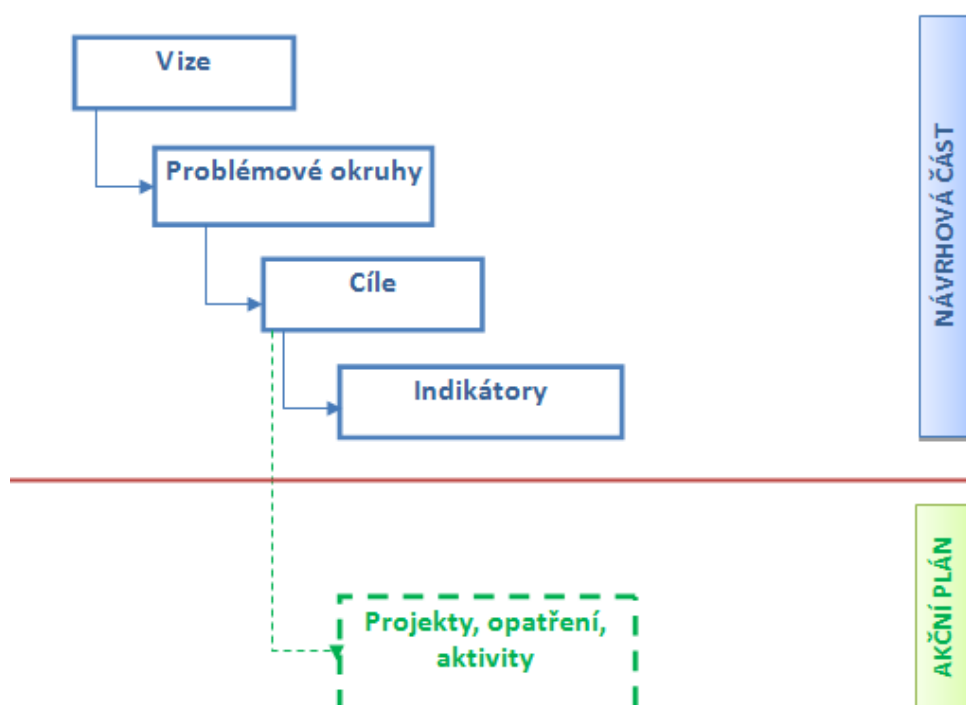 Vize
Problémové okruhy
Cíle
Indikátory
NÁVRHOVÁ ČÁST
Projekty, opatření,
aktivity
AKČNÍ PLÁN